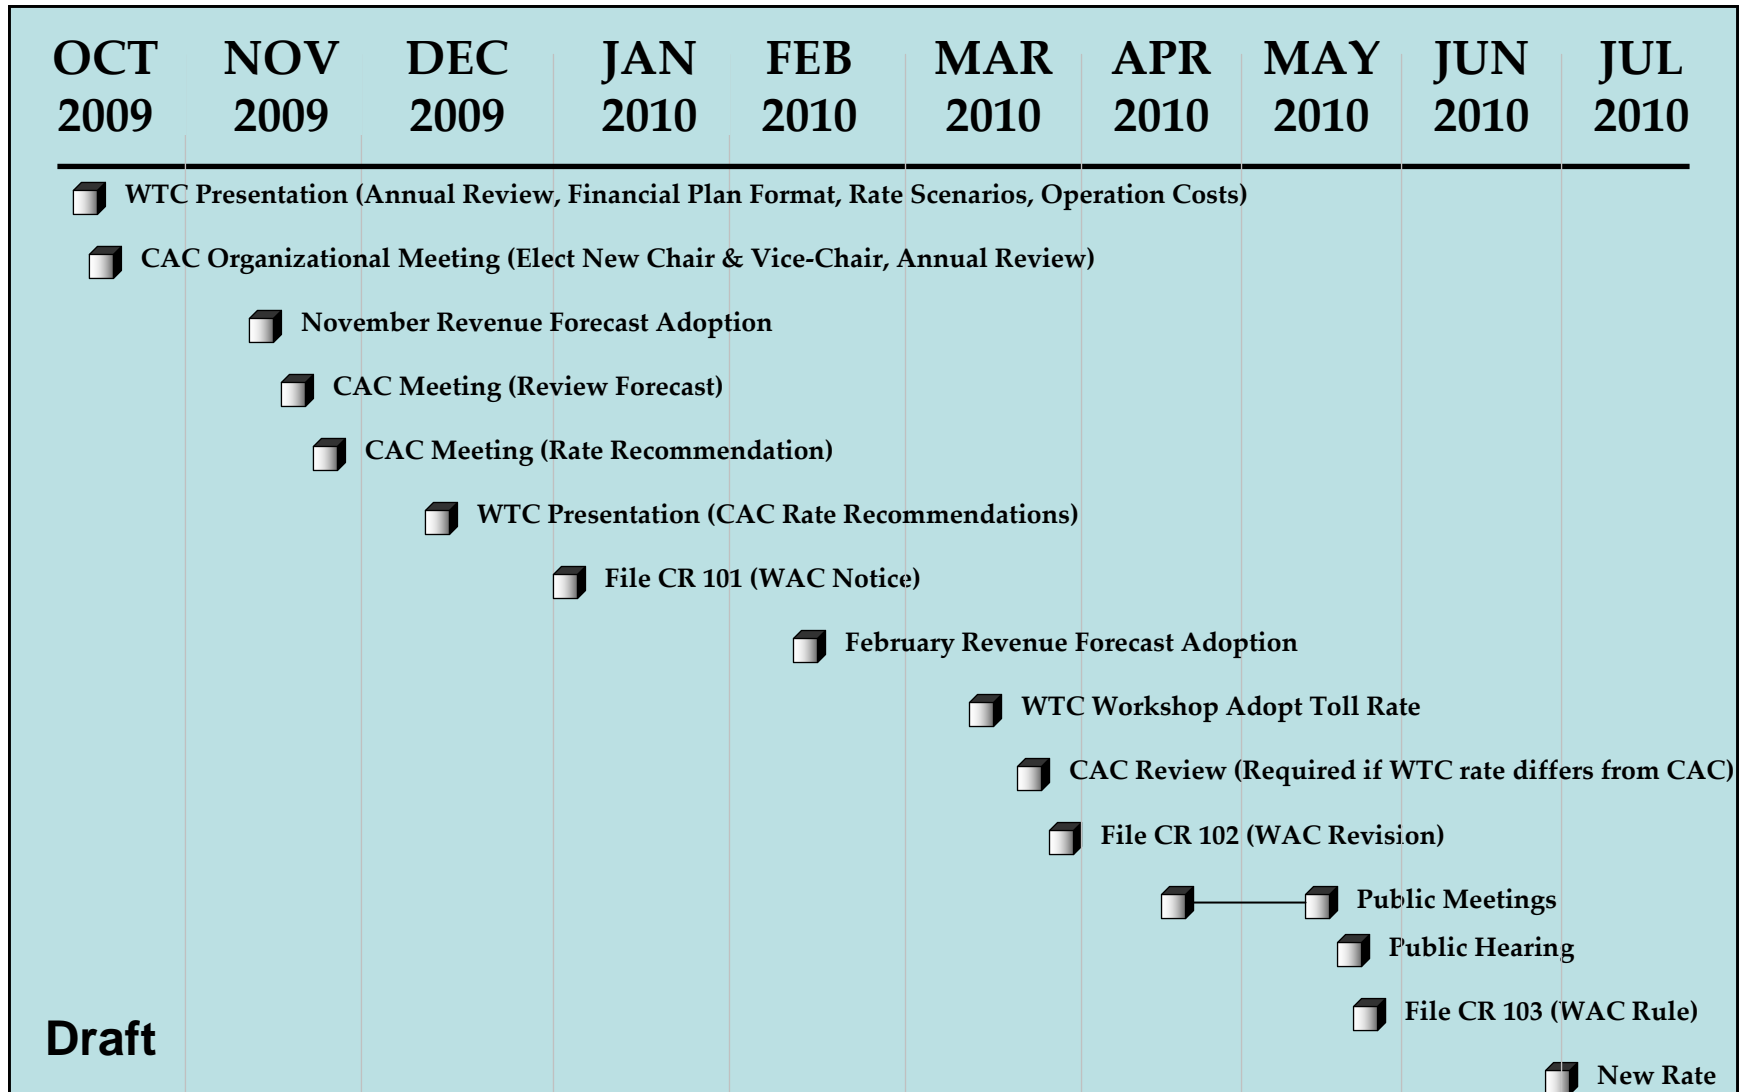 OCT NOV DEC JAN FEB MAR APR MAY JUN JUL
2009 2009 2009 2010 2010 2010 2010 2010 2010 2010
WTC Presentation (Annual Review, Financial Plan Format, Rate Scenarios, Operation Costs)
CAC Organizational Meeting (Elect New Chair & Vice-Chair, Annual Review)
November Revenue Forecast Adoption
CAC Meeting (Review Forecast)
CAC Meeting (Rate Recommendation)
WTC Presentation (CAC Rate Recommendations)
File CR 101 (WAC Notice)
February Revenue Forecast Adoption
WTC Workshop Adopt Toll Rate
CAC Review (Required if WTC rate differs from CAC)
File CR 102 (WAC Revision)
Public Meetings
Public Hearing
File CR 103 (WAC Rule)
Draft
New Rate